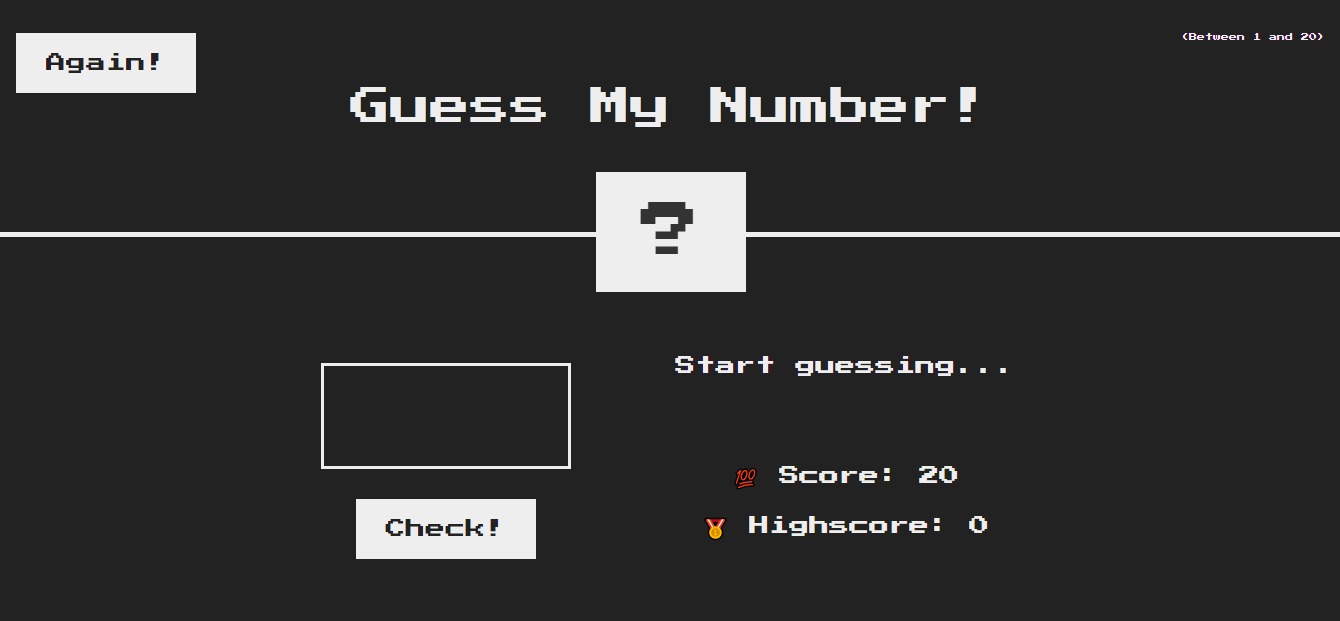 Again!
(Between 1 and 20)
Guess My Number!
?
Start guessing...
💯 Score: 20
🥇 Highscore: 0
Check!